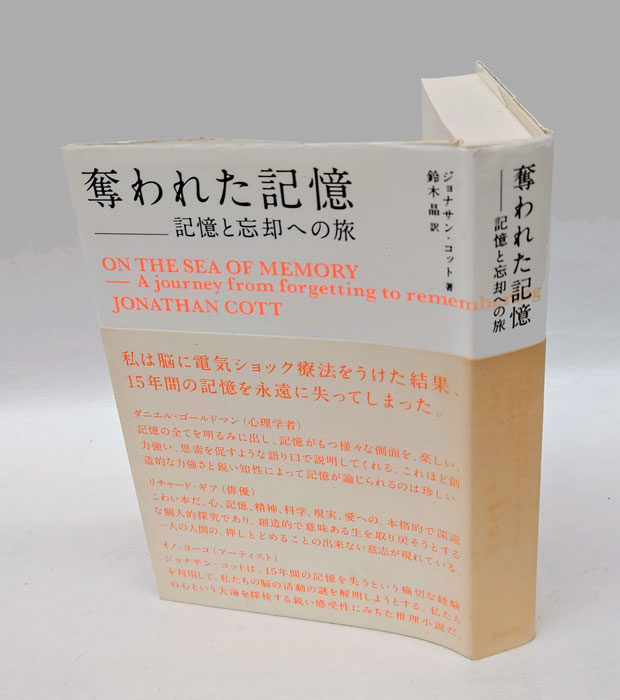 奪われた記憶
——記憶と忘却への旅
ジョナサン・コット 著
鈴木晶 訳
ON THE SEA OF MEMORY
— A journey from forgetting to remembering
JONATHAN COTT
私は脳に電気ショック療法をうけた結果、
15年間の記憶を永遠に失ってしまった。
ダニエル・ゴールドマン（心理学者）
記憶の全てを明るみに出し、記憶がもつ様々な側面を、楽しい、
力強い、思索を促すような語り口で説明してくれる。これほど創
造的な力強さと鋭い知性によって記憶が論じられるのは珍しい。
リチャード・ギア（俳優）
こわい本だ。心、記憶、精神、科学、現実、愛への、本格的で深遠
な個人的探究であり、創造的で意味ある生を取り戻そうとする
一人の人間の、押しとどめることの出来ない意志が現れている。
オノ・ヨーコ（アーティスト）
ジョナサン・コットは、15年間の記憶を失うという痛切な経験
を利用して、私たちの脳の活動の謎を解明しようとする。私たち
の心という大海を探検する鋭い感受性にみちた推理小説だ。
奪われた記憶
——記憶と忘却への旅